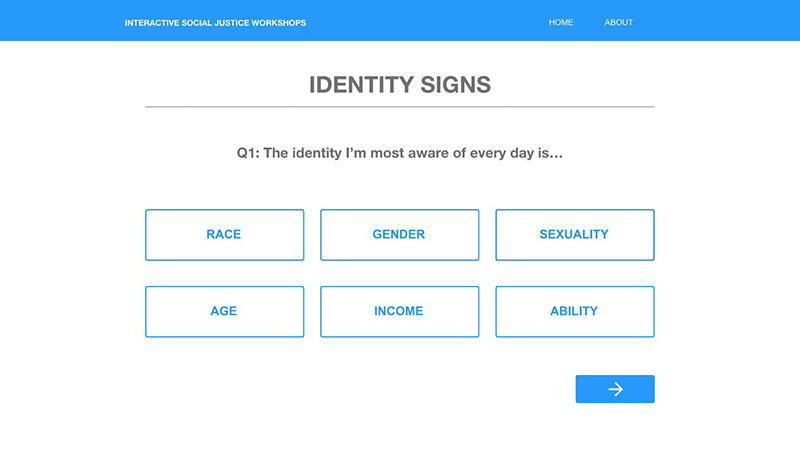 INTERACTIVE SOCIAL JUSTICE WORKSHOPS HOME ABOUT
IDENTITY SIGNS
Q1: The identity I’m most aware of every day is…
RACE GENDER SEXUALITY
AGE INCOME ABILITY